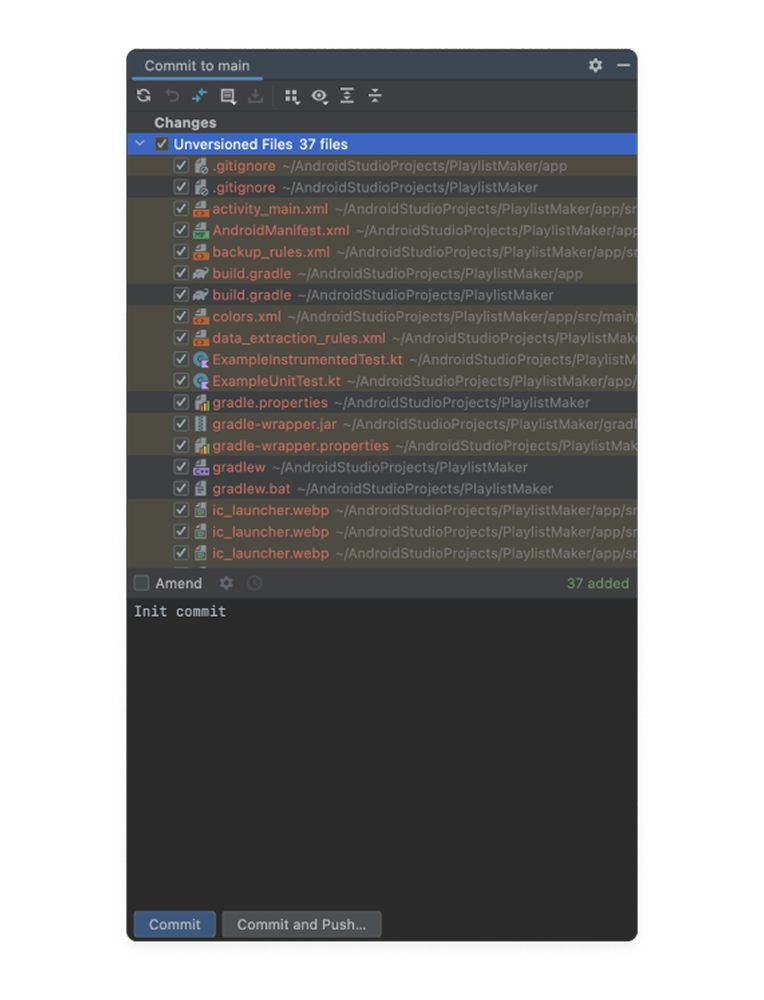 Commit to main
Changes
Unversioned Files 37 files
.gitignore ~/AndroidStudioProjects/PlaylistMaker/app
.gitignore ~/AndroidStudioProjects/PlaylistMaker
activity_main.xml ~/AndroidStudioProjects/PlaylistMaker/app/sr
AndroidManifest.xml ~/AndroidStudioProjects/PlaylistMaker/app
backup_rules.xml ~/AndroidStudioProjects/PlaylistMaker/app/sr
build.gradle ~/AndroidStudioProjects/PlaylistMaker/app
build.gradle ~/AndroidStudioProjects/PlaylistMaker
colors.xml ~/AndroidStudioProjects/PlaylistMaker/app/src/main/
data_extraction_rules.xml ~/AndroidStudioProjects/PlaylistMaker/
ExampleInstrumentedTest.kt ~/AndroidStudioProjects/PlaylistM
ExampleUnitTest.kt ~/AndroidStudioProjects/PlaylistMaker/app/
gradle.properties ~/AndroidStudioProjects/PlaylistMaker
gradle-wrapper.jar ~/AndroidStudioProjects/PlaylistMaker/gradl
gradle-wrapper.properties ~/AndroidStudioProjects/PlaylistMak
gradlew ~/AndroidStudioProjects/PlaylistMaker
gradlew.bat ~/AndroidStudioProjects/PlaylistMaker
ic_launcher.webp ~/AndroidStudioProjects/PlaylistMaker/app/sr
ic_launcher.webp ~/AndroidStudioProjects/PlaylistMaker/app/sr
ic_launcher.webp ~/AndroidStudioProjects/PlaylistMaker/app/sr
Amend 37 added
Init commit
Commit Commit and Push...